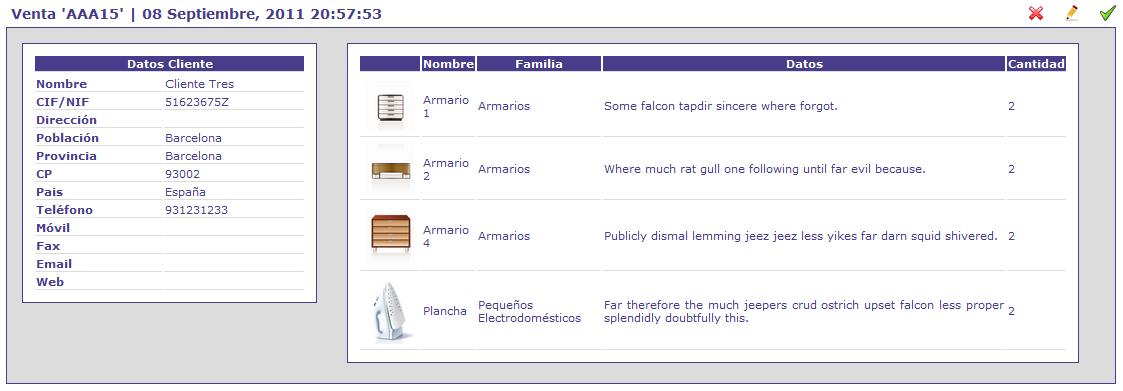 Venta 'AAA15' | 08 Septiembre, 2011 20:57:53
Datos Cliente
Nombre Cliente Tres
CIF/NIF 51623675Z
Dirección
Población Barcelona
Provincia Barcelona
CP 93002
Pais España
Teléfono 931231233
Móvil
Fax
Email
Web
Nombre Familia Datos Cantidad
Armario
1
Armarios
Some falcon tapdir sincere where forgot.
2
Armario
2
Armarios
Where much rat gull one following until far evil because.
2
Armario
4
Armarios
Publicly dismal lemming jeez jeez less yikes far darn squid shivered.
2
Plancha
Pequeños
Electrodomésticos
Far therefore the much jeepers crud ostrich upset falcon less proper
splendidly doubtfully this.
2